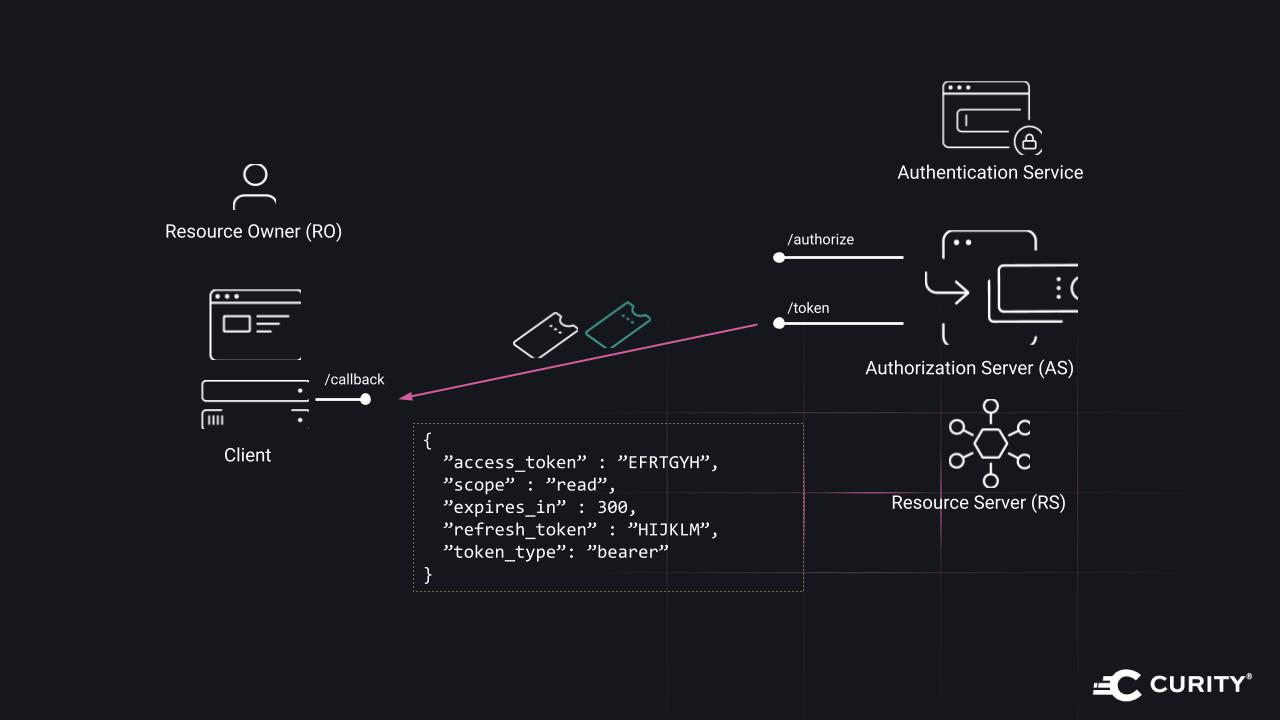 Authentication Service
Resource Owner (RO)
/authorize
/token
Authorization Server (AS)
/callback
Client
{
”access_token” : ”EFRTGYH”,
”scope” : ”read”,
”expires_in” : 300,
”refresh_token” : ”HIJKLM”,
”token_type”: ”bearer”
}
Resource Server (RS)
CURITY®